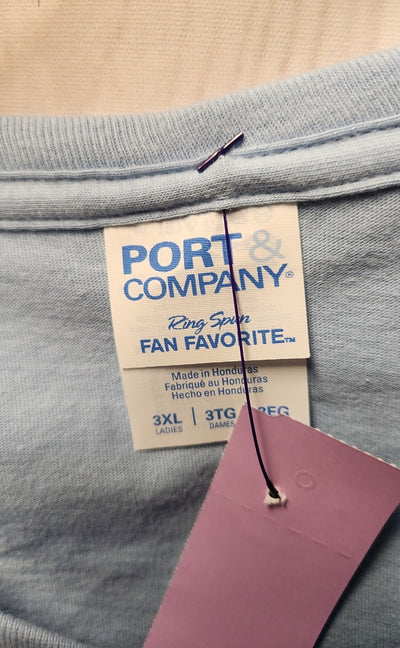 PORT &
COMPANY®
Ring Spun
FAN FAVORITE™
Made in Honduras
Fabriqué au Honduras
Hecho en Honduras
3XL | 3TG | 3EG
LADIES DAMES